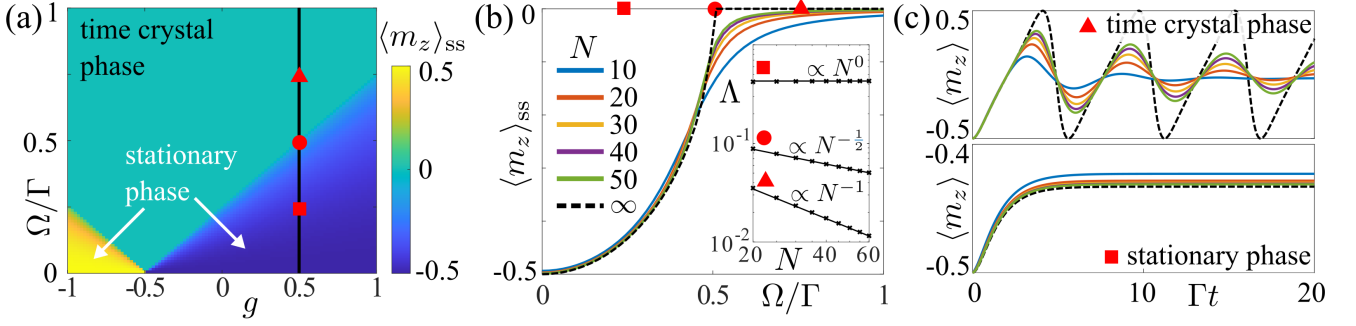 (a)
time crystal
phase
stationary
phase
1
0.5
0
Ω/Γ
-1
-0.5
0
0.5
1
g
⟨m_z⟩_ss
0.5
0
-0.5
(b)
0
-0.5
⟨m_z⟩_ss
N
10
20
30
40
50
∞
0
0.5
Ω/Γ
1
Λ
∝ N^0
10^{-1}
∝ N^{-1/2}
∝ N^{-1}
10^{-2}
20
N
40
60
(c)
0.5
⟨m_z⟩
-0.5
time crystal phase
-0.4
⟨m_z⟩
-0.5
stationary phase
0
10
Γt
20